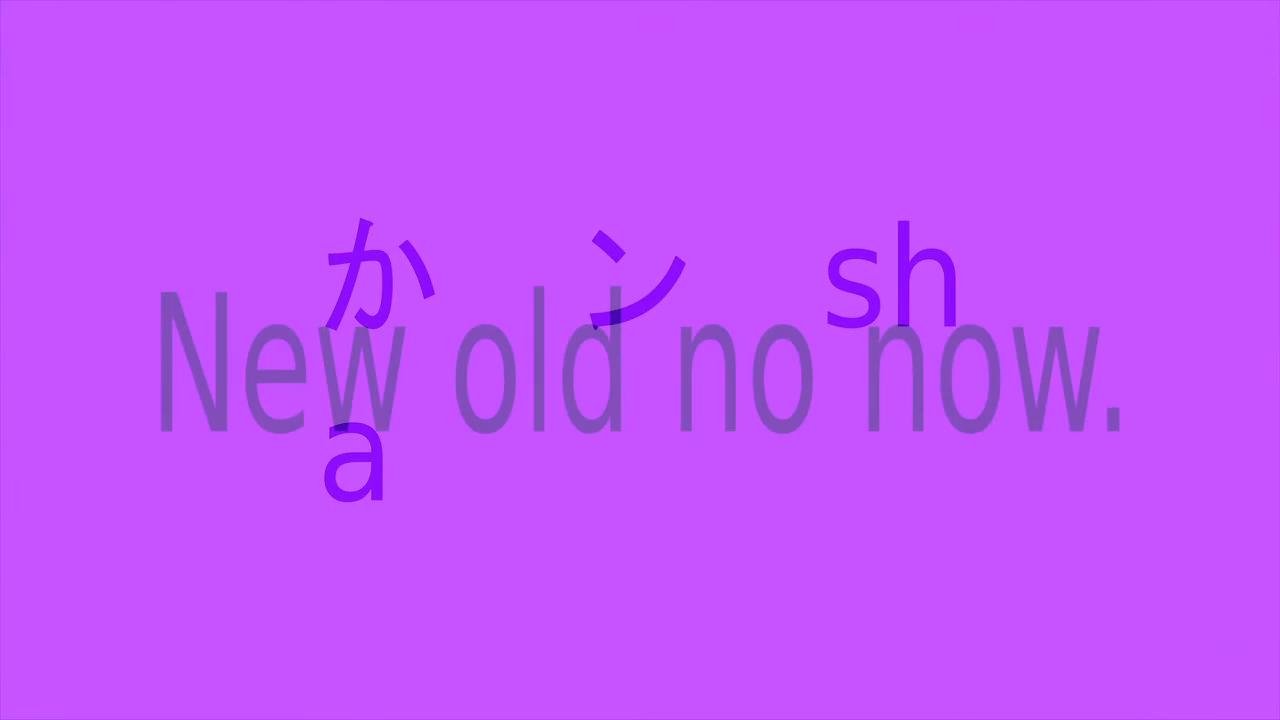 か ン sh
New old no now.
a